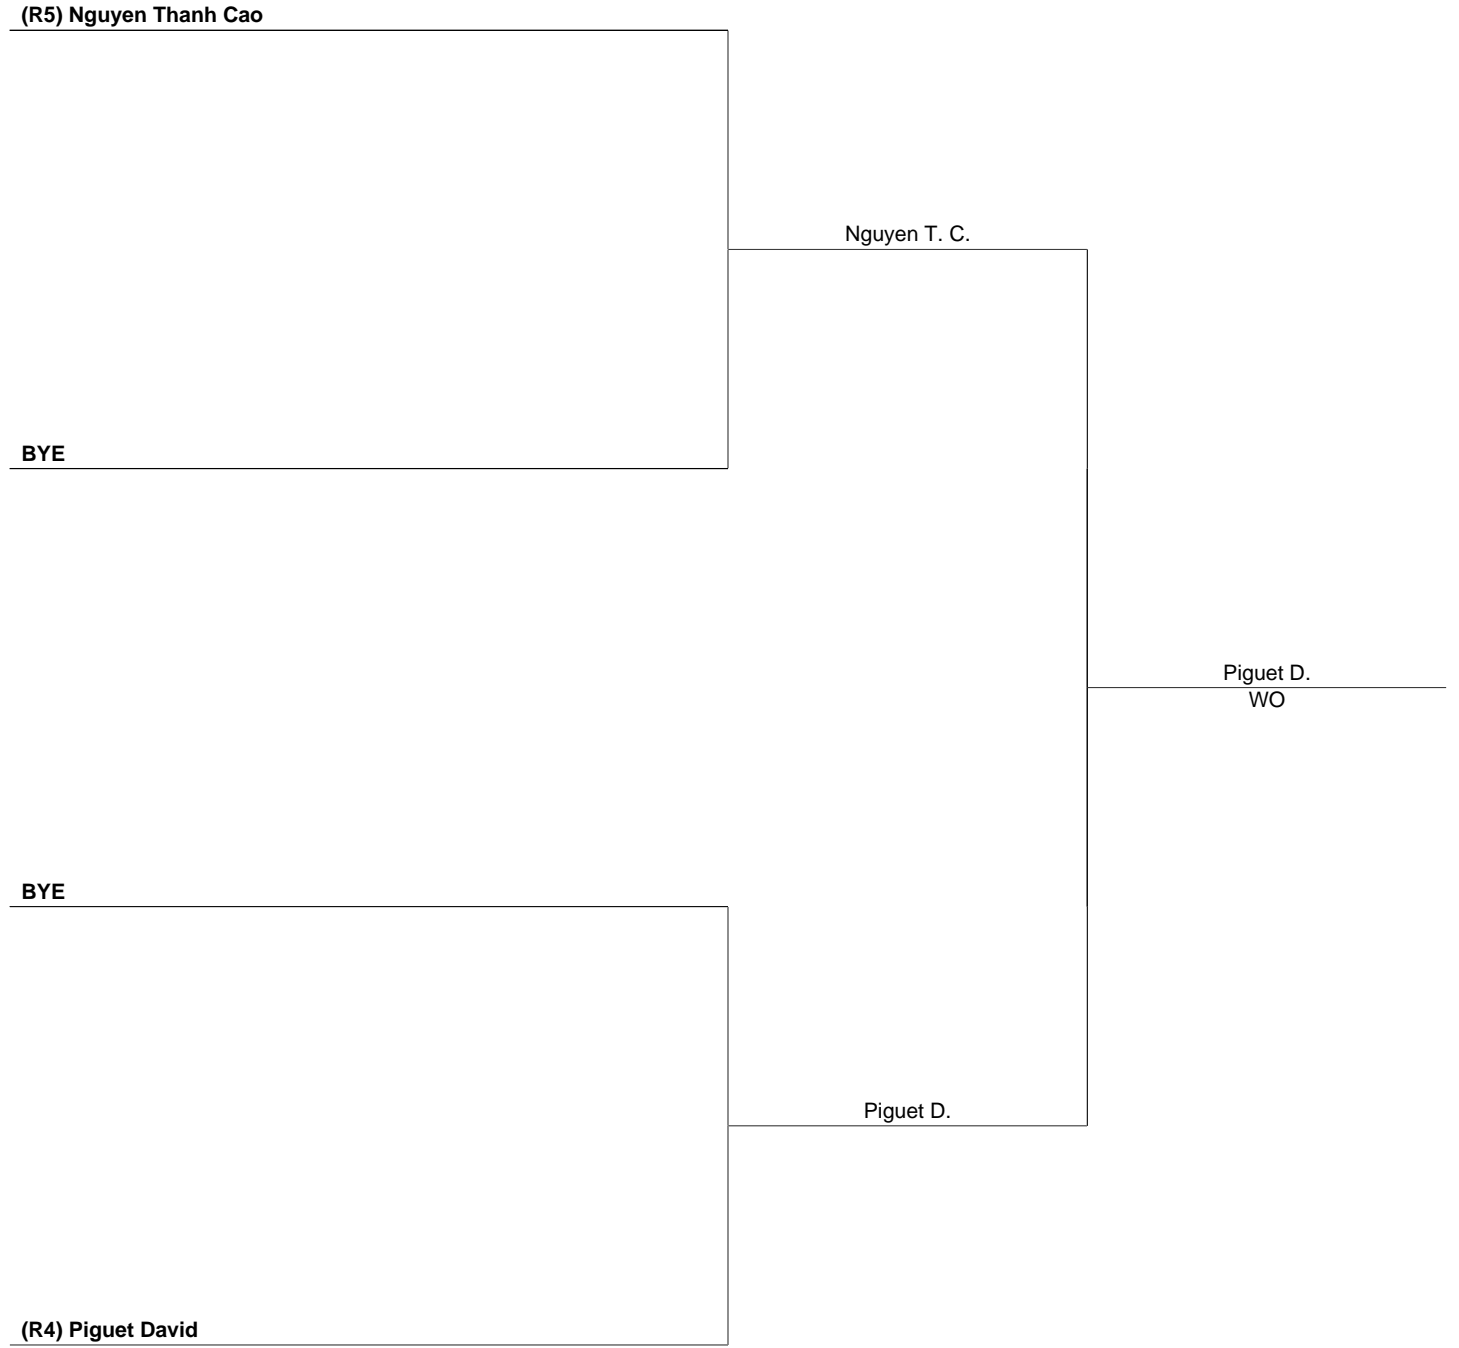 (R5) Nguyen Thanh Cao
Nguyen T. C.
BYE
Piguet D.
WO
BYE
Piguet D.
(R4) Piguet David